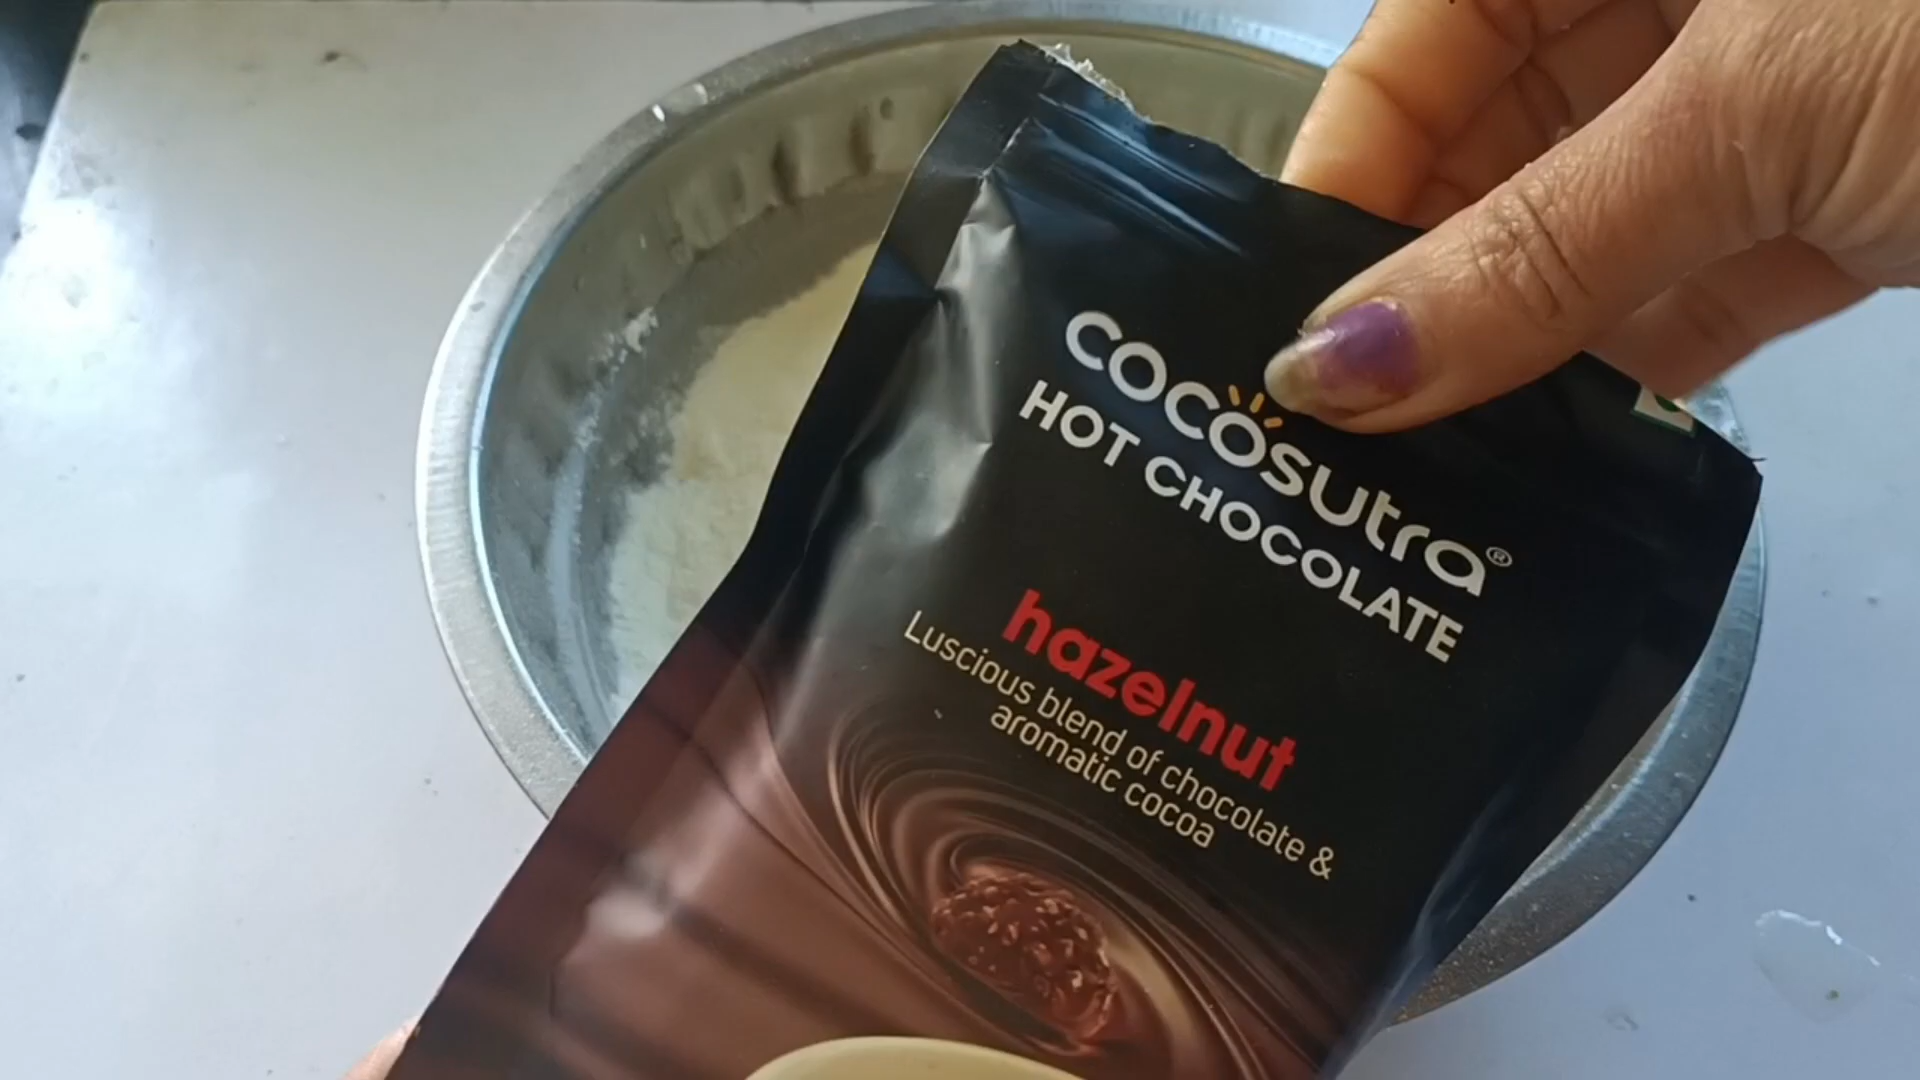 cocosutra®
HOT CHOCOLATE
hazelnut
Luscious blend of chocolate &
aromatic cocoa